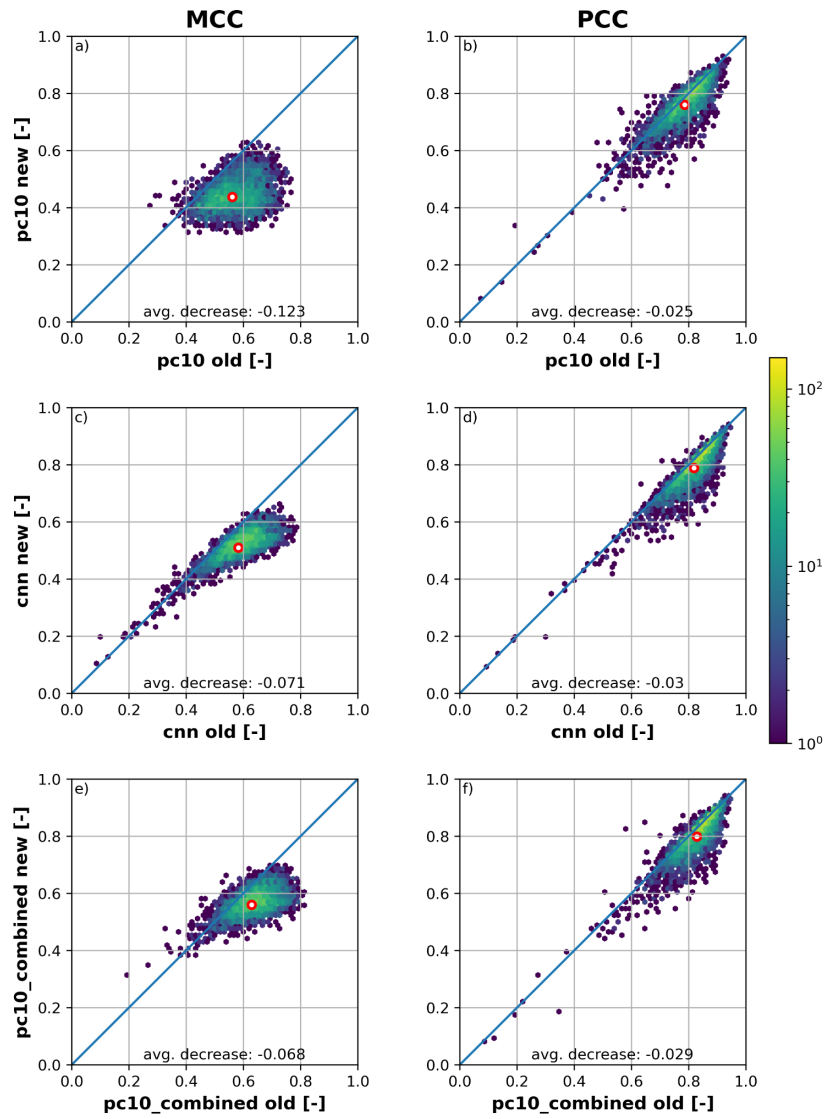 MCC
PCC
a)
1.0
0.8
0.6
0.4
0.2
0.0
pc10 new [-]
avg. decrease: -0.123
0.0 0.2 0.4 0.6 0.8 1.0
pc10 old [-]
b)
1.0
0.8
0.6
0.4
0.2
0.0
pc10 new [-]
avg. decrease: -0.025
0.0 0.2 0.4 0.6 0.8 1.0
pc10 old [-]
c)
1.0
0.8
0.6
0.4
0.2
0.0
cnn new [-]
avg. decrease: -0.071
0.0 0.2 0.4 0.6 0.8 1.0
cnn old [-]
d)
1.0
0.8
0.6
0.4
0.2
0.0
cnn new [-]
avg. decrease: -0.03
0.0 0.2 0.4 0.6 0.8 1.0
cnn old [-]
10²
10¹
10⁰
e)
1.0
0.8
0.6
0.4
0.2
0.0
pc10_combined new [-]
avg. decrease: -0.068
0.0 0.2 0.4 0.6 0.8 1.0
pc10_combined old [-]
f)
1.0
0.8
0.6
0.4
0.2
0.0
pc10_combined new [-]
avg. decrease: -0.029
0.0 0.2 0.4 0.6 0.8 1.0
pc10_combined old [-]